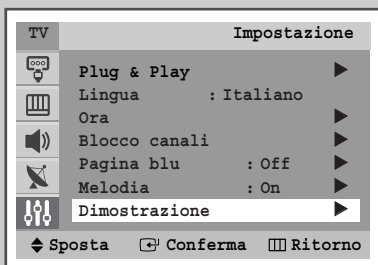 TV Impostazione
Plug & Play
Lingua : Italiano
Ora
Blocco canali
Pagina blu : Off
Melodia : On
Dimostrazione
Sposta Conferma Ritorno